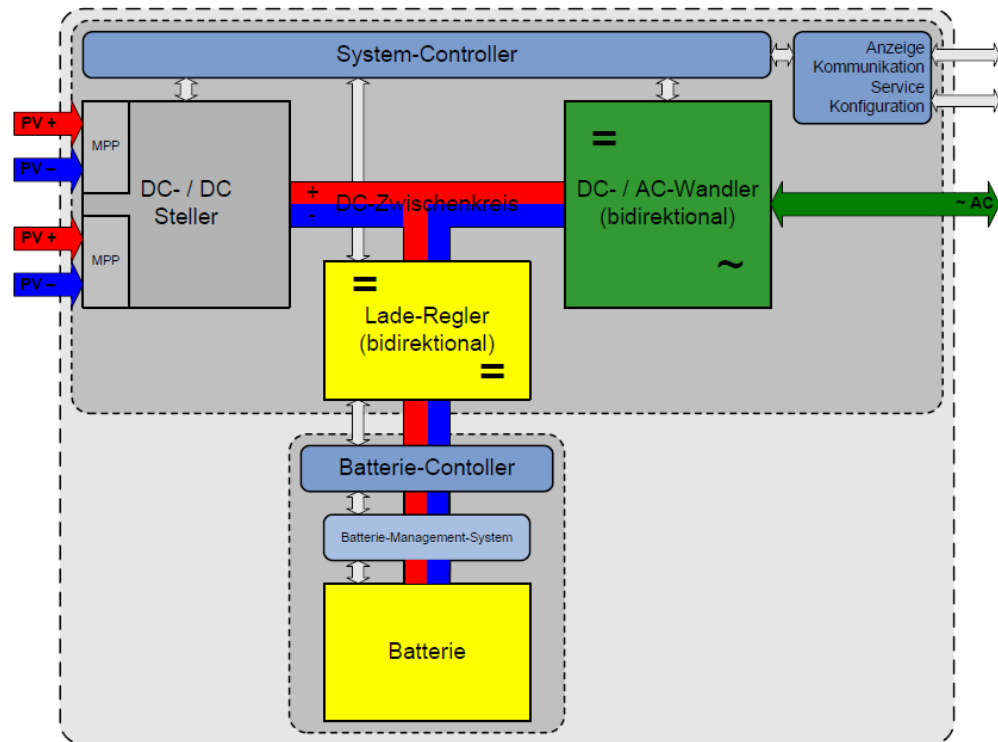 System-Controller
Anzeige
Kommunikation
Service
Konfiguration
PV +
MPP
PV –
DC- / DC
Steller
+
-
DC-Zwischenkreis
=
DC- / AC-Wandler
(bidirektional)
~
~ AC
PV +
MPP
PV –
=
Lade-Regler
(bidirektional)
=
Batterie-Contoller
Batterie-Management-System
Batterie